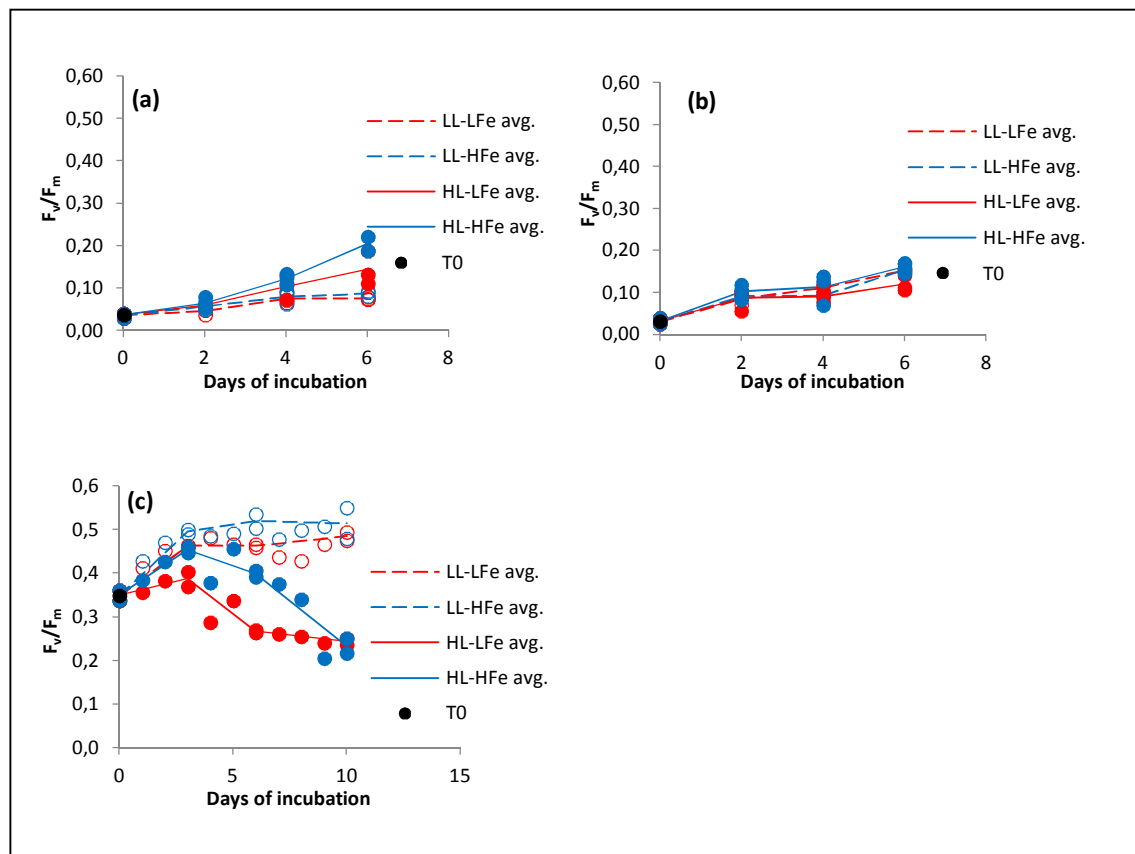 (a)
0,60
0,50
0,40
0,30
0,20
0,10
0,00
Fv/Fm
0 2 4 6 8
Days of incubation
LL-LFe avg.
LL-HFe avg.
HL-LFe avg.
HL-HFe avg.
T0
(b)
0,60
0,50
0,40
0,30
0,20
0,10
0,00
Fv/Fm
0 2 4 6 8
Days of incubation
LL-LFe avg.
LL-HFe avg.
HL-LFe avg.
HL-HFe avg.
T0
(c)
0,6
0,5
0,4
0,3
0,2
0,1
0,0
Fv/Fm
0 5 10 15
Days of incubation
LL-LFe avg.
LL-HFe avg.
HL-LFe avg.
HL-HFe avg.
T0